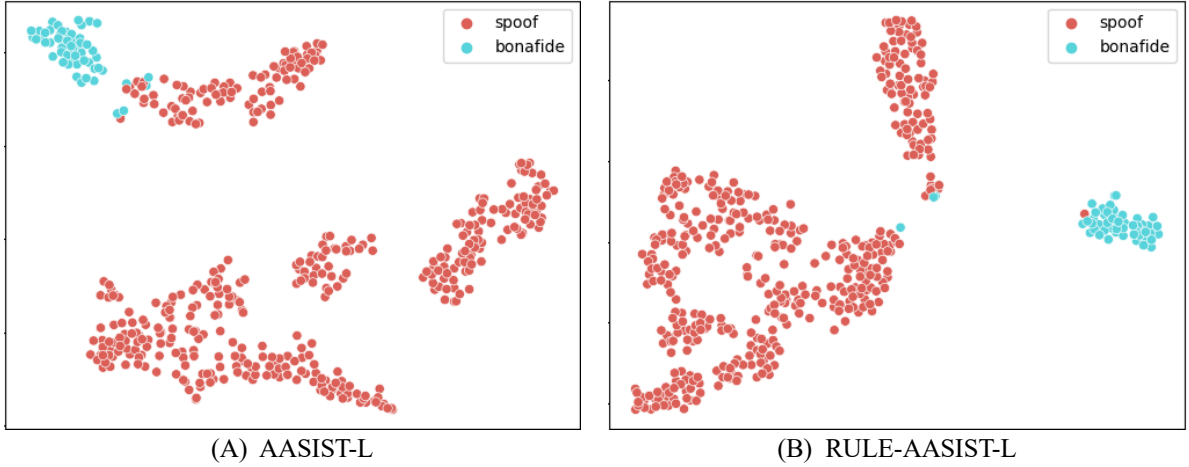 spoof
bonafide
spoof
bonafide
(A) AASIST-L
(B) RULE-AASIST-L